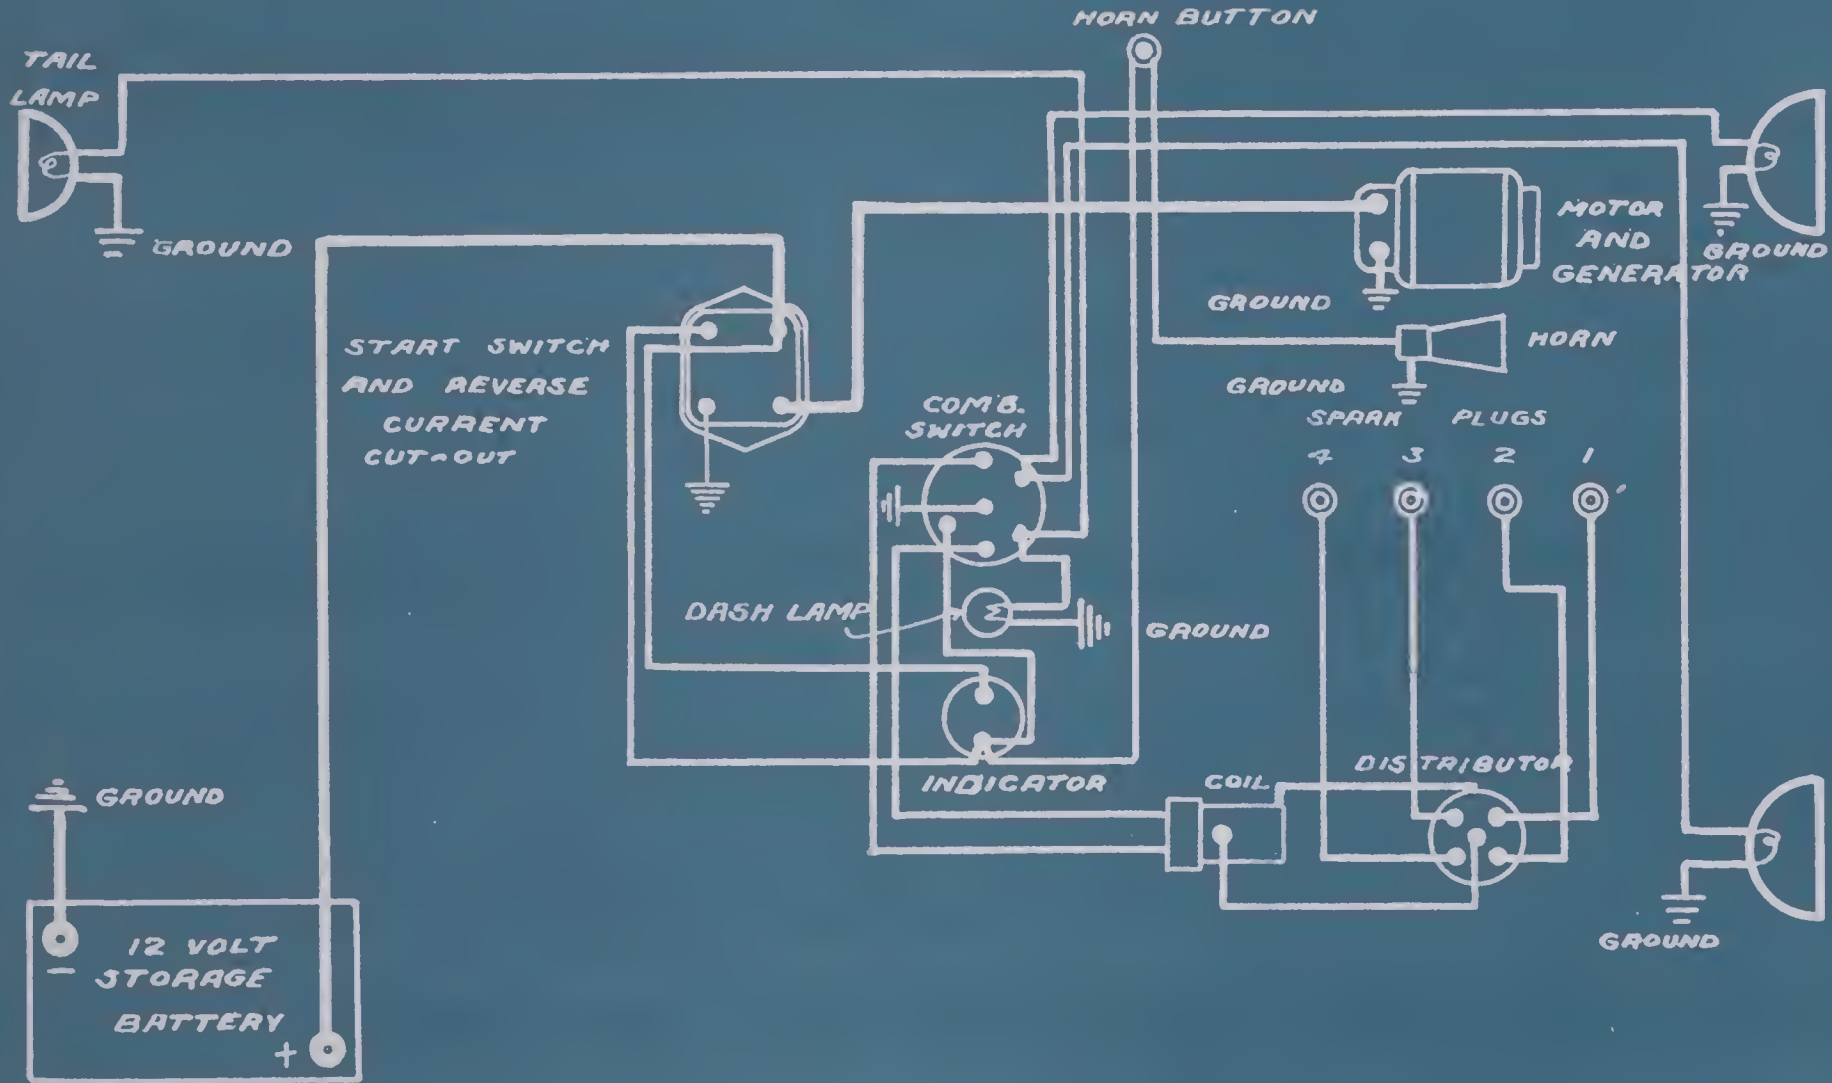 HORN BUTTON
TAIL
LAMP
GROUND
MOTOR
AND
GENERATOR
GROUND
GROUND
HORN
START SWITCH
AND REVERSE
CURRENT
CUT-OUT
GROUND
COMB.
SWITCH
SPARK PLUGS
4 3 2 1
DASH LAMP
GROUND
INDICATOR
COIL
DISTRIBUTOR
GROUND
12 VOLT
- STORAGE
BATTERY
+
GROUND